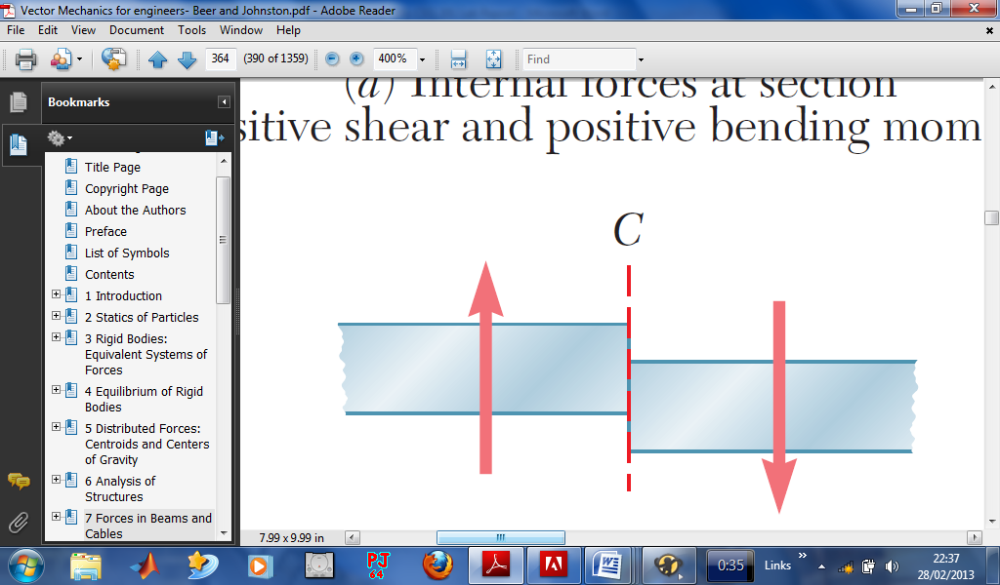 Vector Mechanics for engineers- Beer and Johnston.pdf - Adobe Reader
File Edit View Document Tools Window Help
364 (390 of 1359) 400% Find
Bookmarks
Title Page
Copyright Page
About the Authors
Preface
List of Symbols
Contents
1 Introduction
2 Statics of Particles
3 Rigid Bodies:
Equivalent Systems of
Forces
4 Equilibrium of Rigid
Bodies
5 Distributed Forces:
Centroids and Centers
of Gravity
6 Analysis of
Structures
7 Forces in Beams and
Cables
(a) Internal forces at section
sitive shear and positive bending mom
C
7.99 x 9.99 in
PJ
64
0:35
Links
22:37
28/02/2013